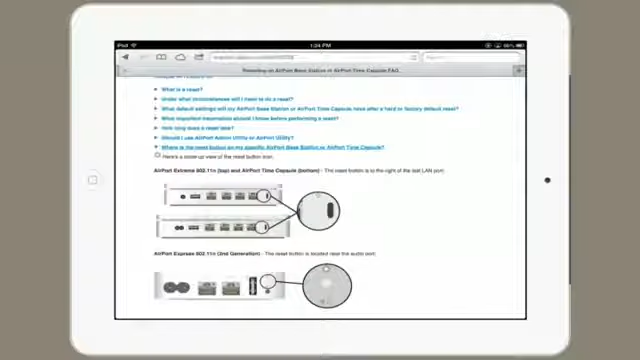 iPod
1:34 PM
Resetting an AirPort Base Station or AirPort Time Capsule FAQ
What is a reset?
Under what circumstances will I need to do a reset?
What default settings will my AirPort Base Station or AirPort Time Capsule have after a hard or factory default reset?
What important information should I know before performing a reset?
How long does a reset take?
Should I use AirPort Admin Utility or AirPort Utility?
Where is the reset button on my specific AirPort Base Station or AirPort Time Capsule?
Here's a close-up view of the reset button icon.
AirPort Extreme 802.11n (top) and AirPort Time Capsule (bottom) - The reset button is to the right of the last LAN port:
AirPort Express 802.11n (2nd Generation) - The reset button is located near the audio port: